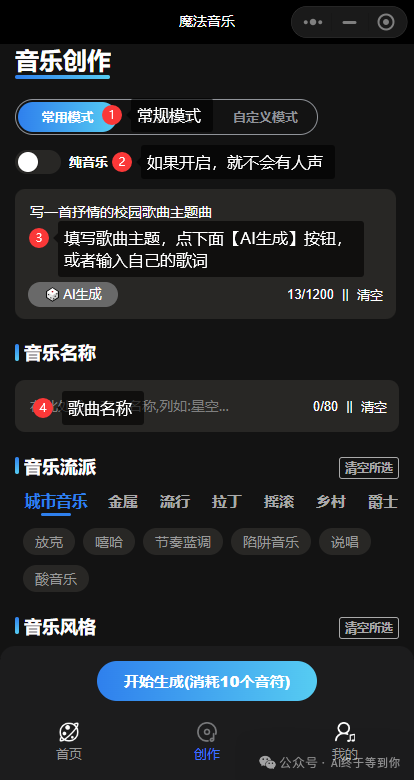 魔法音乐
音乐创作
常用模式
1 常规模式
自定义模式
纯音乐
2 如果开启，就不会有人声
写一首抒情的校园歌曲主题曲
3 填写歌曲主题，点下面【AI生成】按钮，
或者输入自己的歌词
AI生成
13/1200 || 清空
音乐名称
4 歌曲名称
名称,列如:星空...
0/80 || 清空
音乐流派
清空所选
城市音乐 金属 流行 拉丁 摇滚 乡村 爵士
放克 嘻哈 节奏蓝调 陷阱音乐 说唱
酸音乐
音乐风格
清空所选
开始生成(消耗10个音符)
首页 创作 我的
公众号 · AI终于等到你